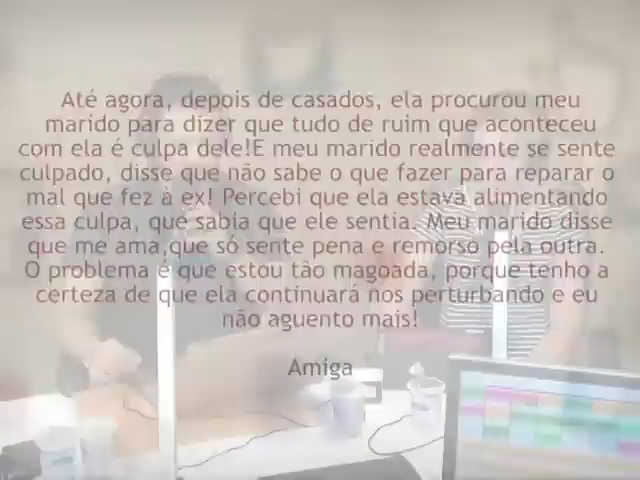 Até agora, depois de casados, ela procurou meu
marido para dizer que tudo de ruim que aconteceu
com ela é culpa dele!E meu marido realmente se sente
culpado, disse que não sabe o que fazer para reparar o
mal que fez à ex! Percebi que ela estava alimentando
essa culpa, que sabia que ele sentia. Meu marido disse
que me ama,que só sente pena e remorso pela outra.
O problema é que estou tão magoada, porque tenho a
certeza de que ela continuará nos perturbando e eu
não aguento mais!
Amiga